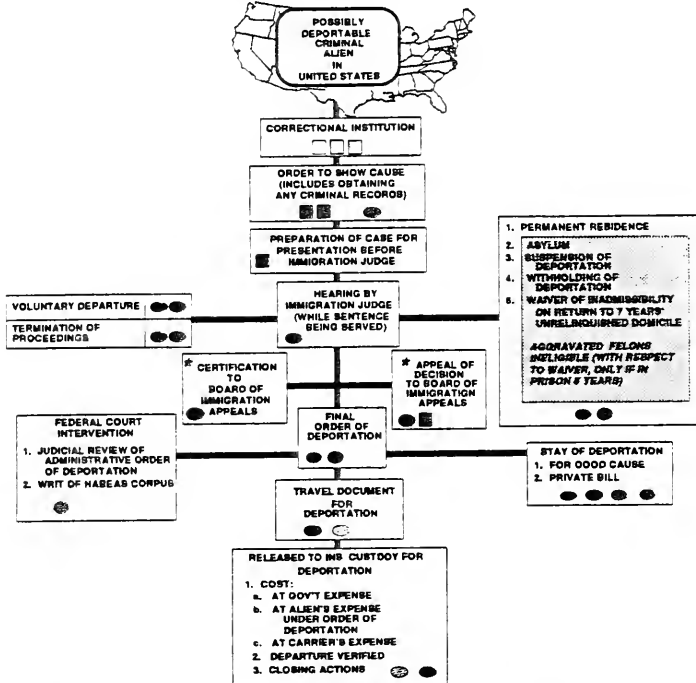 POSSIBLY
DEPORTABLE
CRIMINAL
ALIEN
IN
UNITED STATES
CORRECTIONAL INSTITUTION
ORDER TO SHOW CAUSE
(INCLUDES OBTAINING
ANY CRIMINAL RECORDS)
PREPARATION OF CASE FOR
PRESENTATION BEFORE
IMMIGRATION JUDGE
1. PERMANENT RESIDENCE
2. ASYLUM
3. SUSPENSION OF
DEPORTATION
4. WITHHOLDING OF
DEPORTATION
5. WAIVER OF INADMISSIBILITY
ON RETURN TO 7 YEARS'
UNRELINQUISHED DOMICILE
AGGRAVATED FELONS
INELIGIBLE (WITH RESPECT
TO WAIVER, ONLY IF IN
PRISON 5 YEARS)
VOLUNTARY DEPARTURE
TERMINATION OF
PROCEEDINGS
HEARING BY
IMMIGRATION JUDGE
(WHILE SENTENCE
BEING SERVED)
* CERTIFICATION
TO
BOARD OF
IMMIGRATION
APPEALS
* APPEAL OF
DECISION
TO BOARD OF
IMMIGRATION
APPEALS
FEDERAL COURT
INTERVENTION
1. JUDICIAL REVIEW OF
ADMINISTRATIVE ORDER
OF DEPORTATION
2. WRIT OF HABEAS CORPUS
FINAL
ORDER OF
DEPORTATION
STAY OF DEPORTATION
1. FOR GOOD CAUSE
2. PRIVATE BILL
TRAVEL DOCUMENT
FOR
DEPORTATION
RELEASED TO INS CUSTODY FOR
DEPORTATION
1. COST:
a. AT GOV'T EXPENSE
b. AT ALIEN'S EXPENSE
UNDER ORDER OF
DEPORTATION
c. AT CARRIER'S EXPENSE
2. DEPARTURE VERIFIED
3. CLOSING ACTIONS